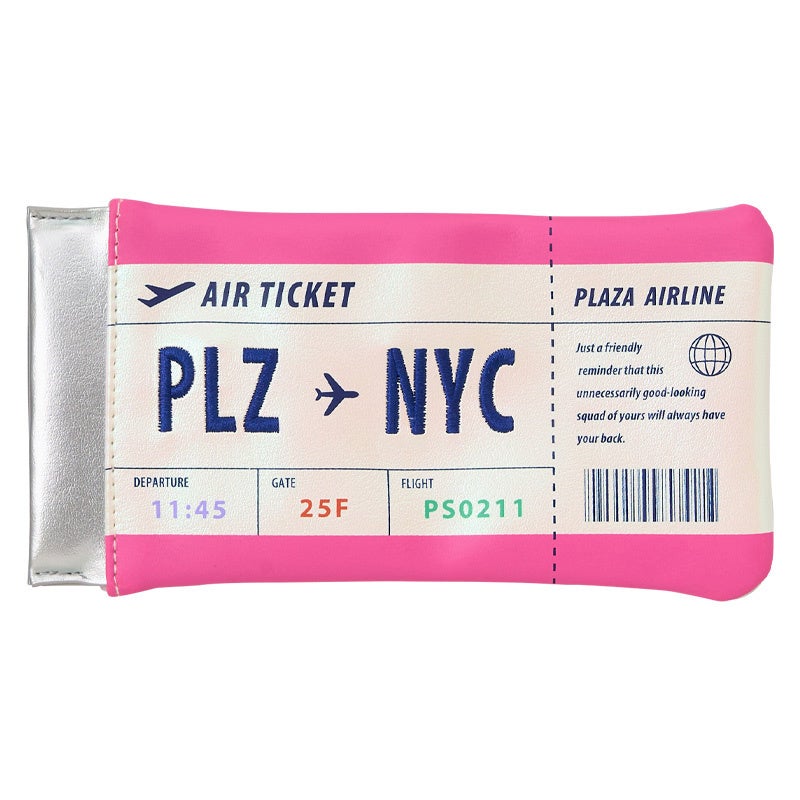 AIR TICKET
PLZ NYC
DEPARTURE
11:45
GATE
25F
FLIGHT
PS0211
PLAZA AIRLINE
Just a friendly
reminder that this
unnecessarily good-looking
squad of yours will always have
your back.